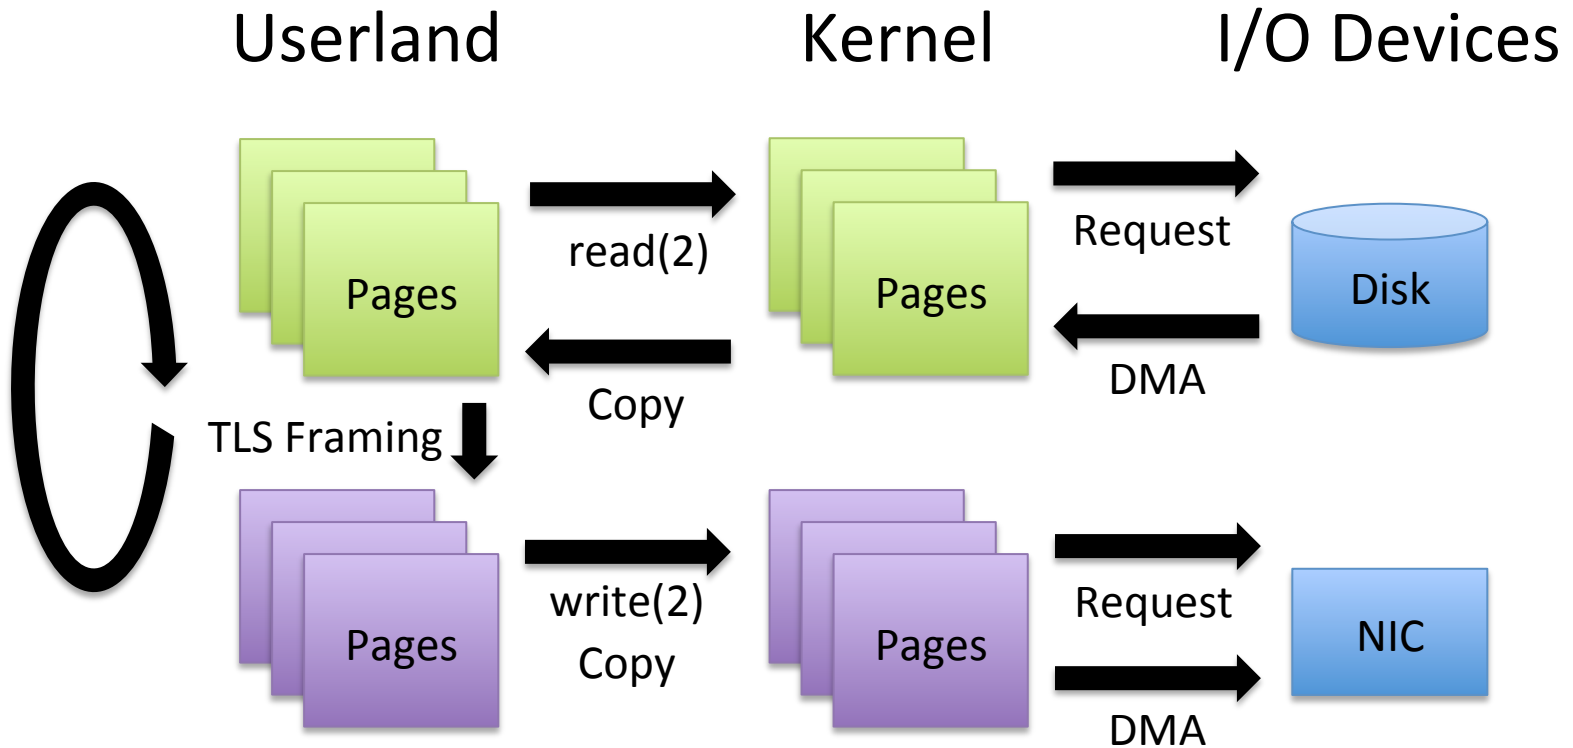 Userland
Kernel
I/O Devices
Pages
read(2)
Copy
Pages
Request
DMA
Disk
TLS Framing
Pages
write(2)
Copy
Pages
Request
DMA
NIC